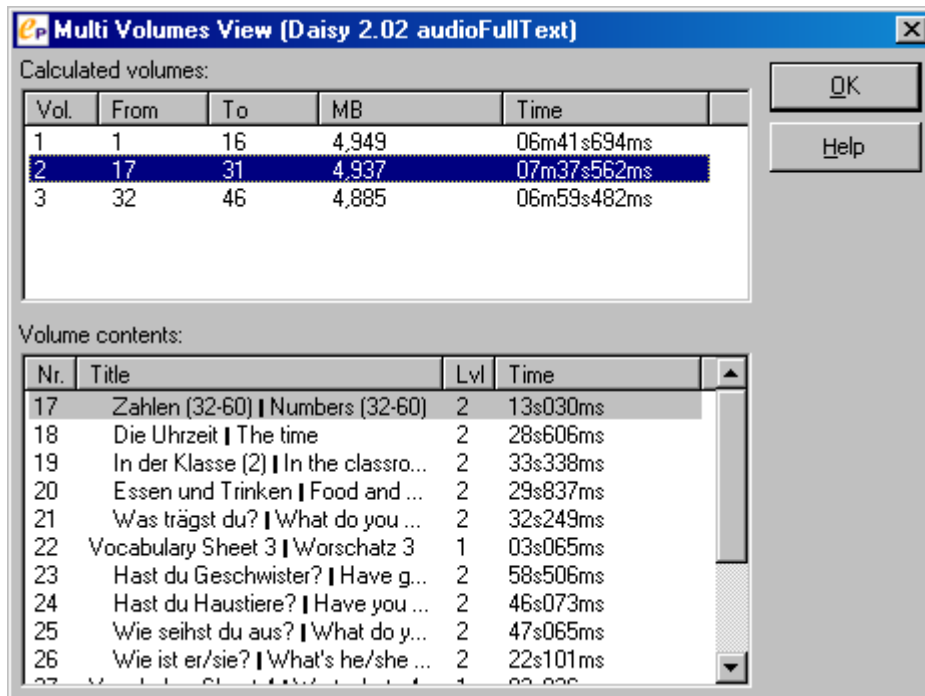 eP Multi Volumes View (Daisy 2.02 audioFullText)
Calculated volumes:
OK
Vol. From To MB Time
1 1 16 4,949 06m41s694ms
Help
2 17 31 4,937 07m37s562ms
3 32 46 4,885 06m59s482ms
Volume contents:
Nr. Title Lvl Time
17 Zahlen (32-60) | Numbers (32-60) 2 13s030ms
18 Die Uhrzeit | The time 2 28s606ms
19 In der Klasse (2) | In the classro... 2 33s338ms
20 Essen und Trinken | Food and ... 2 29s837ms
21 Was trägst du? | What do you ... 2 32s249ms
22 Vocabulary Sheet 3 | Worschatz 3 1 03s065ms
23 Hast du Geschwister? | Have g... 2 58s506ms
24 Hast du Haustiere? | Have you ... 2 46s073ms
25 Wie seihst du aus? | What do y... 2 47s065ms
26 Wie ist er/sie? | What's he/she ... 2 22s101ms